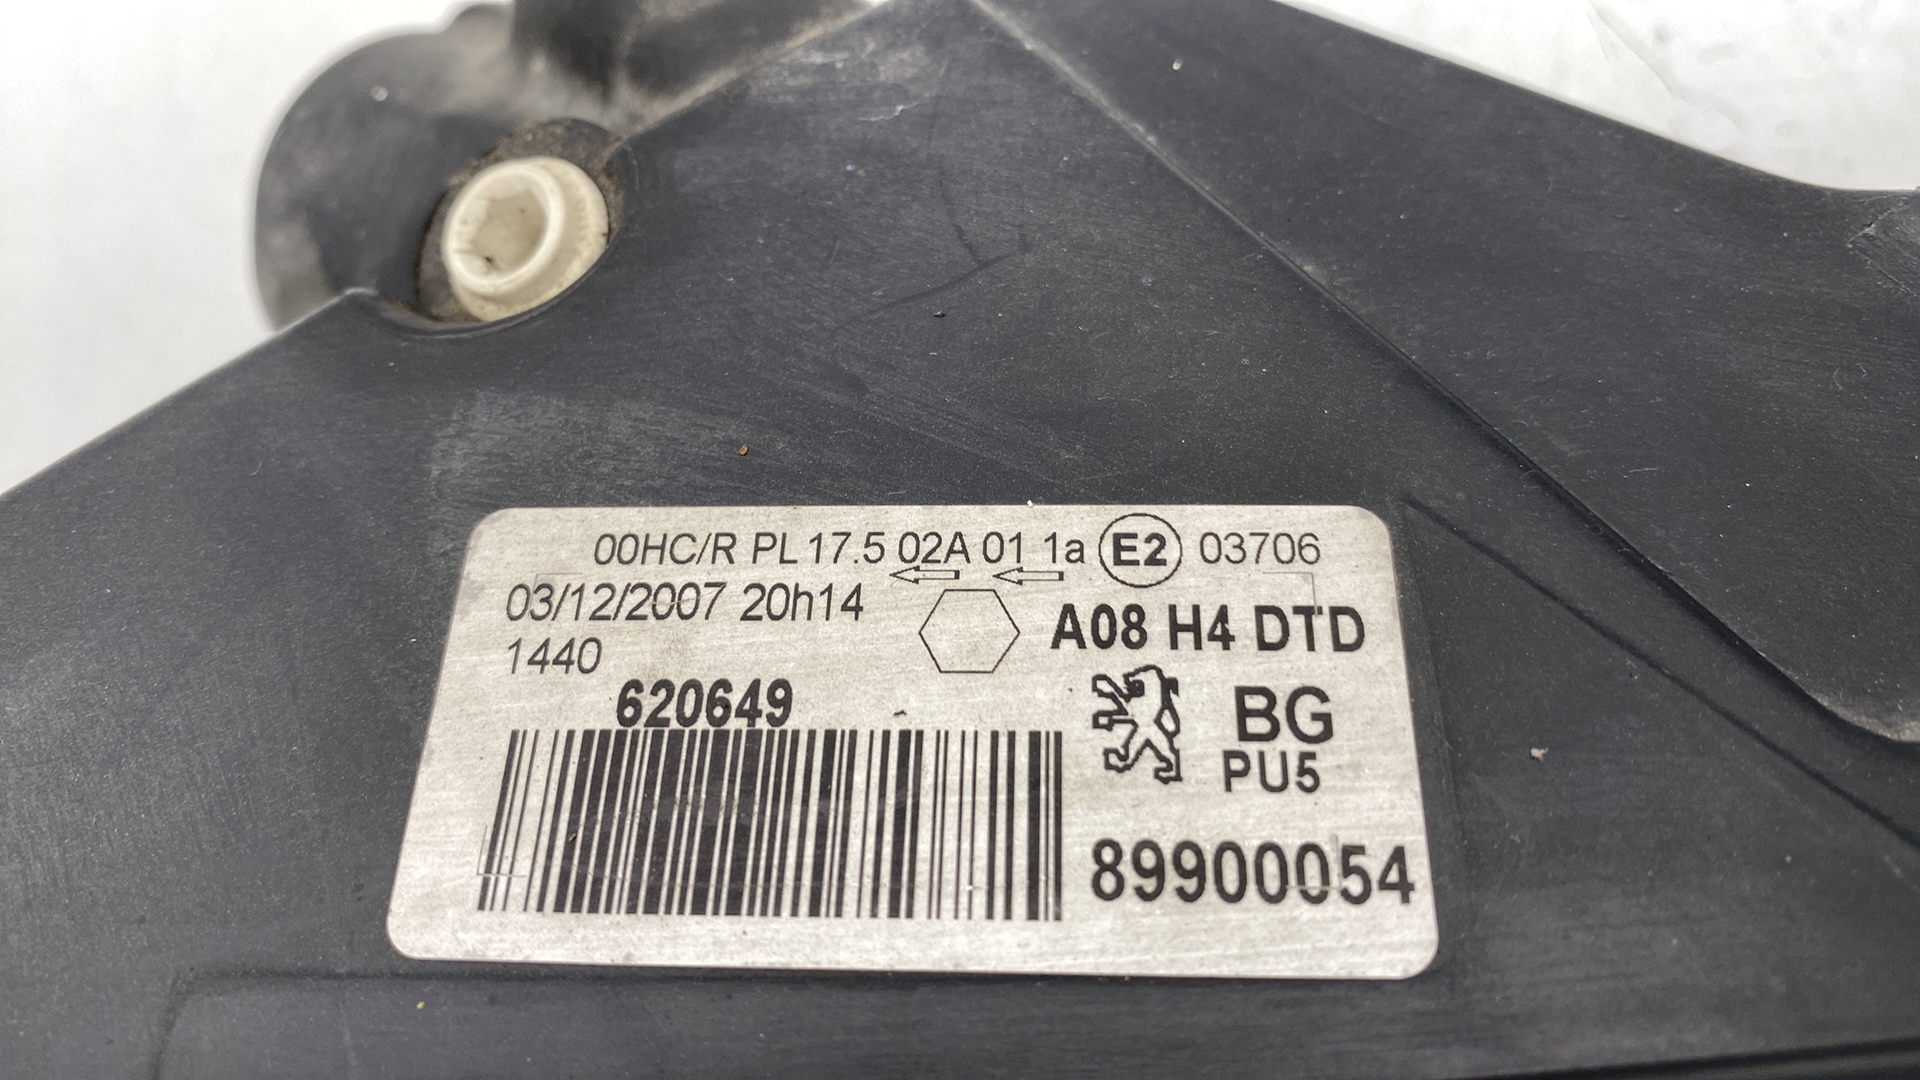 00HC/R PL 17.5 02A 01 1a E2 03706
03/12/2007 20h14
A08 H4 DTD
1440
620649
BG
PU5
89900054